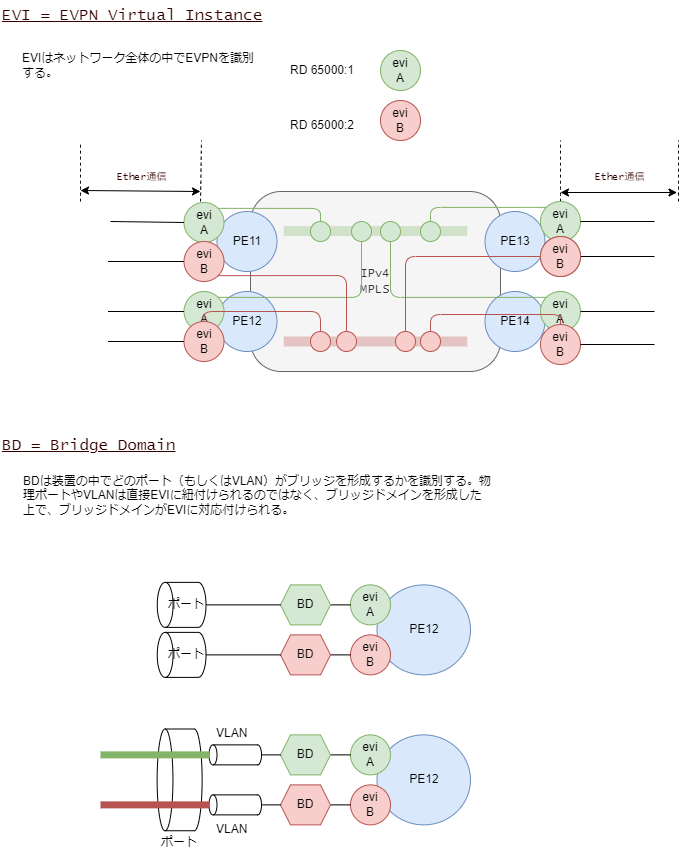 EVI = EVPN Virtual Instance
EVIはネットワーク全体の中でEVPNを識別
する。
RD 65000:1
evi
A
RD 65000:2
evi
B
Ether通信
Ether通信
evi
A
PE11
evi
B
evi
A
PE12
evi
B
IPv4
MPLS
evi
A
PE13
evi
B
evi
A
PE14
evi
B
BD = Bridge Domain
BDは装置の中でどのポート（もしくはVLAN）がブリッジを形成するかを識別する。物
理ポートやVLANは直接EVIに紐付けられるのではなく、ブリッジドメインを形成した
上で、ブリッジドメインがEVIに対応付けられる。
ポート
BD
evi
A
PE12
ポート
BD
evi
B
VLAN
BD
evi
A
PE12
BD
evi
B
VLAN
ポート